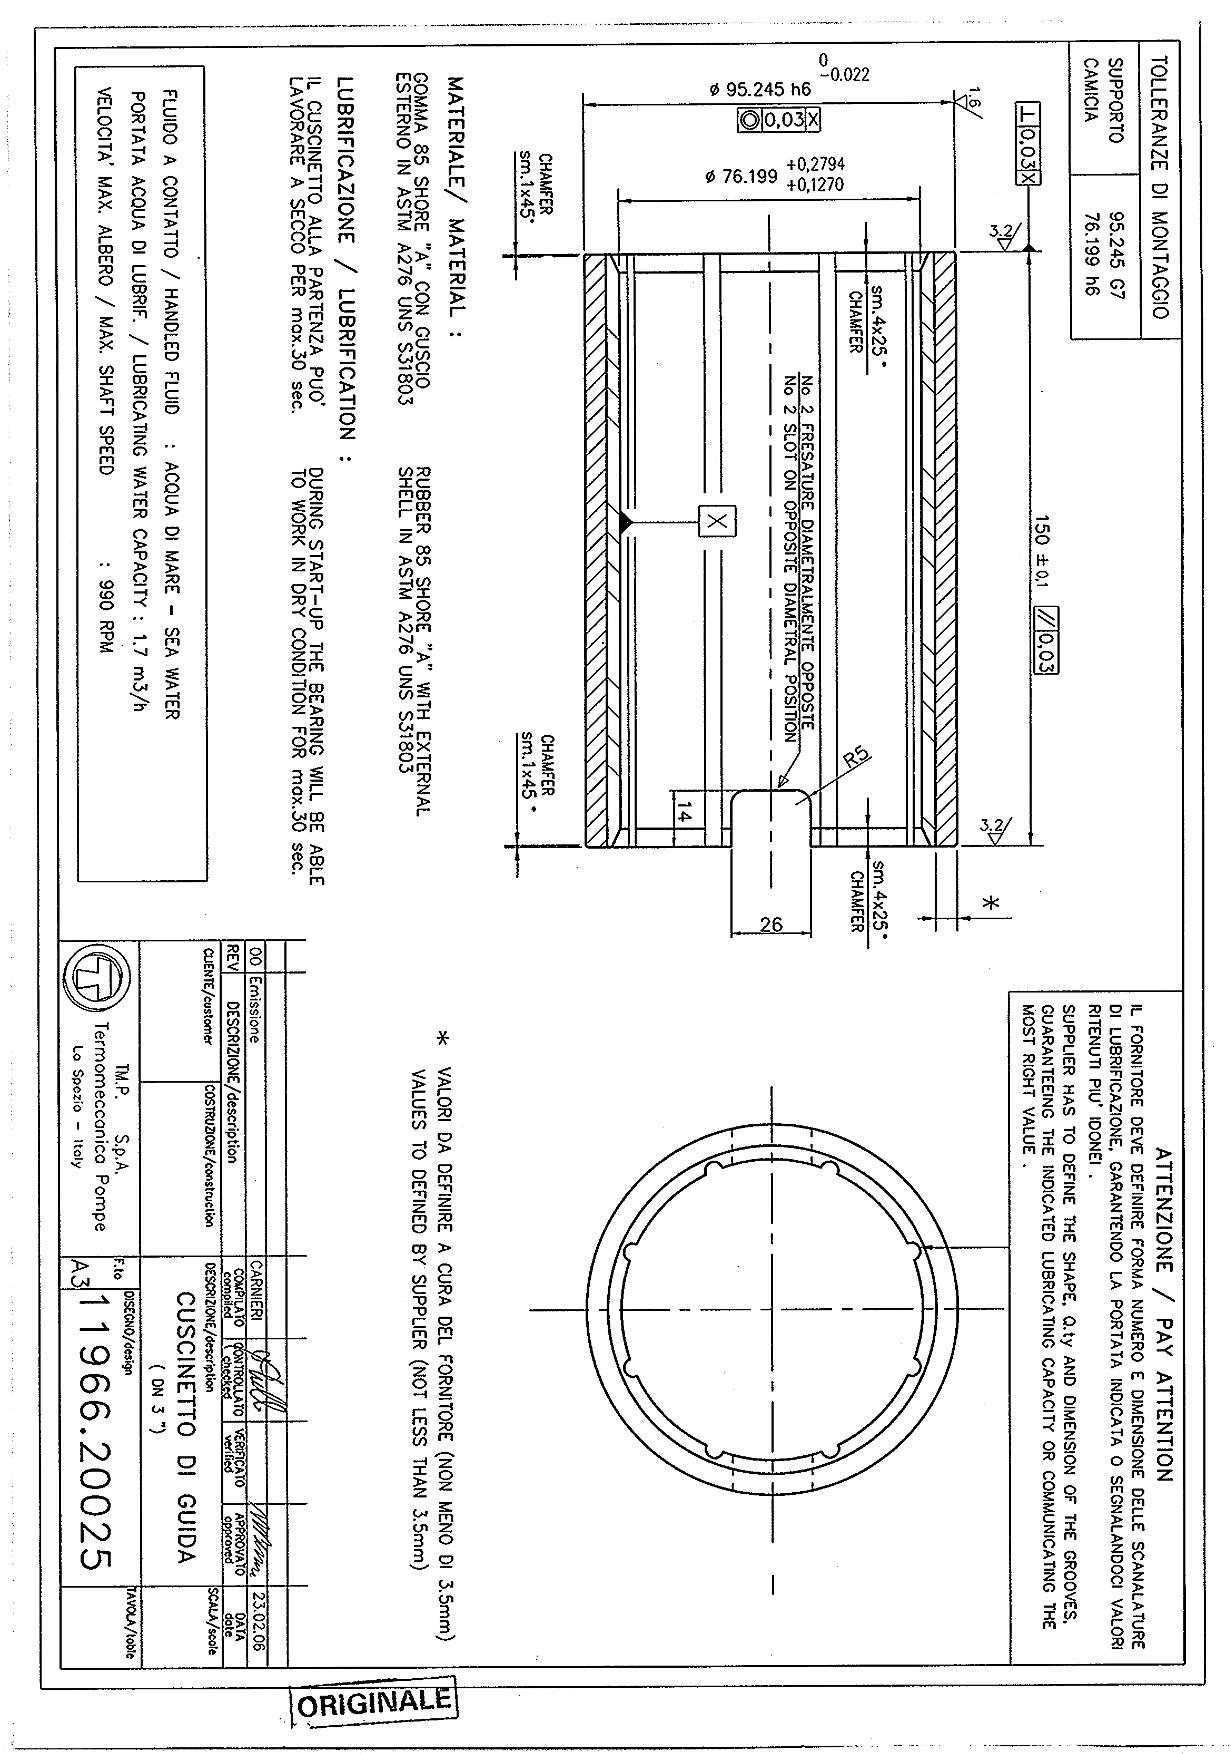 TOLLERANZE DI MONTAGGIO
SUPPORTO 95.245 G7
CAMICIA 76.199 h6
ATTENZIONE / PAY ATTENTION
IL FORNITORE DEVE DEFINIRE FORMA NUMERO E DIMENSIONE DELLE SCANALATURE
DI LUBRIFICAZIONE, GARANTENDO LA PORTATA INDICATA O SEGNALANDOCI VALORI
RITENUTI PIU' IDONEI .
SUPPLIER HAS TO DEFINE THE SHAPE, Q.ty AND DIMENSION OF THE GROOVES,
GUARANTEEING THE INDICATED LUBRICATING CAPACITY OR COMMUNICATING THE
MOST RIGHT VALUE .
⊥ 0,03 X
150 ± 0,1
// 0,03
1.6
3.2
3.2
*
0
-0.022
ø 95.245 h6
◎ 0,03 X
+0,2794
ø 76.199 +0,1270
sm.4x25°
CHAMFER
sm.4x25°
CHAMFER
No 2 FRESATURE DIAMETRALMENTE OPPOSTE
No 2 SLOT ON OPPOSITE DIAMETRAL POSITION
R5
X
14
26
CHAMFER
sm.1x45°
CHAMFER
sm.1x45°
MATERIALE/ MATERIAL :
GOMMA 85 SHORE "A" CON GUSCIO
ESTERNO IN ASTM A276 UNS S31803
RUBBER 85 SHORE "A" WITH EXTERNAL
SHELL IN ASTM A276 UNS S31803
LUBRIFICAZIONE / LUBRIFICATION :
IL CUSCINETTO ALLA PARTENZA PUO'
LAVORARE A SECCO PER max.30 sec.
DURING START-UP THE BEARING WILL BE ABLE
TO WORK IN DRY CONDITION FOR max.30 sec.
* VALORI DA DEFINIRE A CURA DEL FORNITORE (NON MENO DI 3.5mm)
VALUES TO DEFINED BY SUPPLIER (NOT LESS THAN 3.5mm)
FLUIDO A CONTATTO / HANDLED FLUID : ACQUA DI MARE - SEA WATER
PORTATA ACQUA DI LUBRIF. / LUBRICATING WATER CAPACITY : 1.7 m3/h
VELOCITA' MAX. ALBERO / MAX. SHAFT SPEED : 990 RPM
00 Emissione CARNIERI 23.02.06
REV DESCRIZIONE/description COMPILATO compiled CONTROLLATO checked VERIFICATO verified APPROVATO approved DATA date
CLIENTE/customer
COSTRUZIONE/construction
DESCRIZIONE/description
SCALA/scale
CUSCINETTO DI GUIDA
( DN 3 ")
T.M.P. S.p.A.
Termomeccanica Pompe
La Spezia - Italy
F.to
A3
DISEGNO/design
11966.20025
TAVOLA/table
ORIGINALE